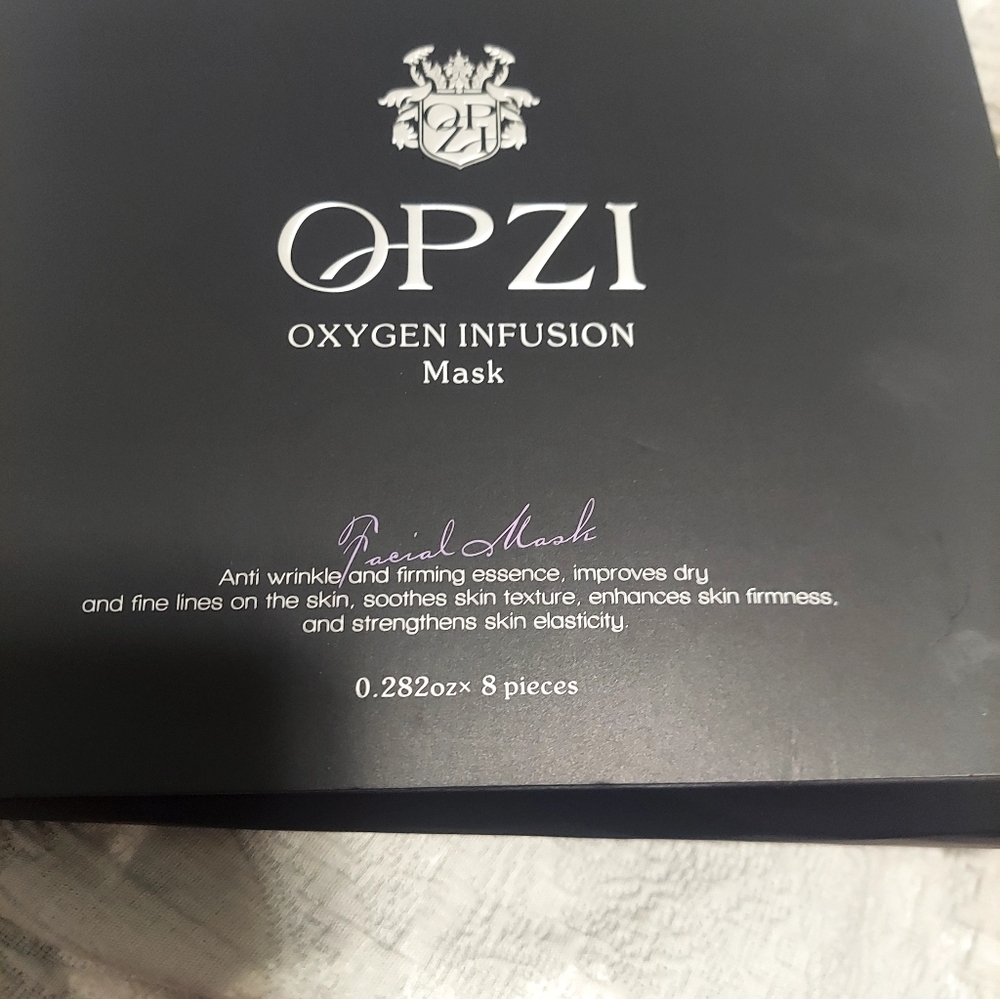 OPZI
OPZI
OXYGEN INFUSION
Mask
Facial Mask
Anti wrinkle and firming essence, improves dry
and fine lines on the skin, soothes skin texture, enhances skin firmness,
and strengthens skin elasticity.
0.282oz× 8 pieces